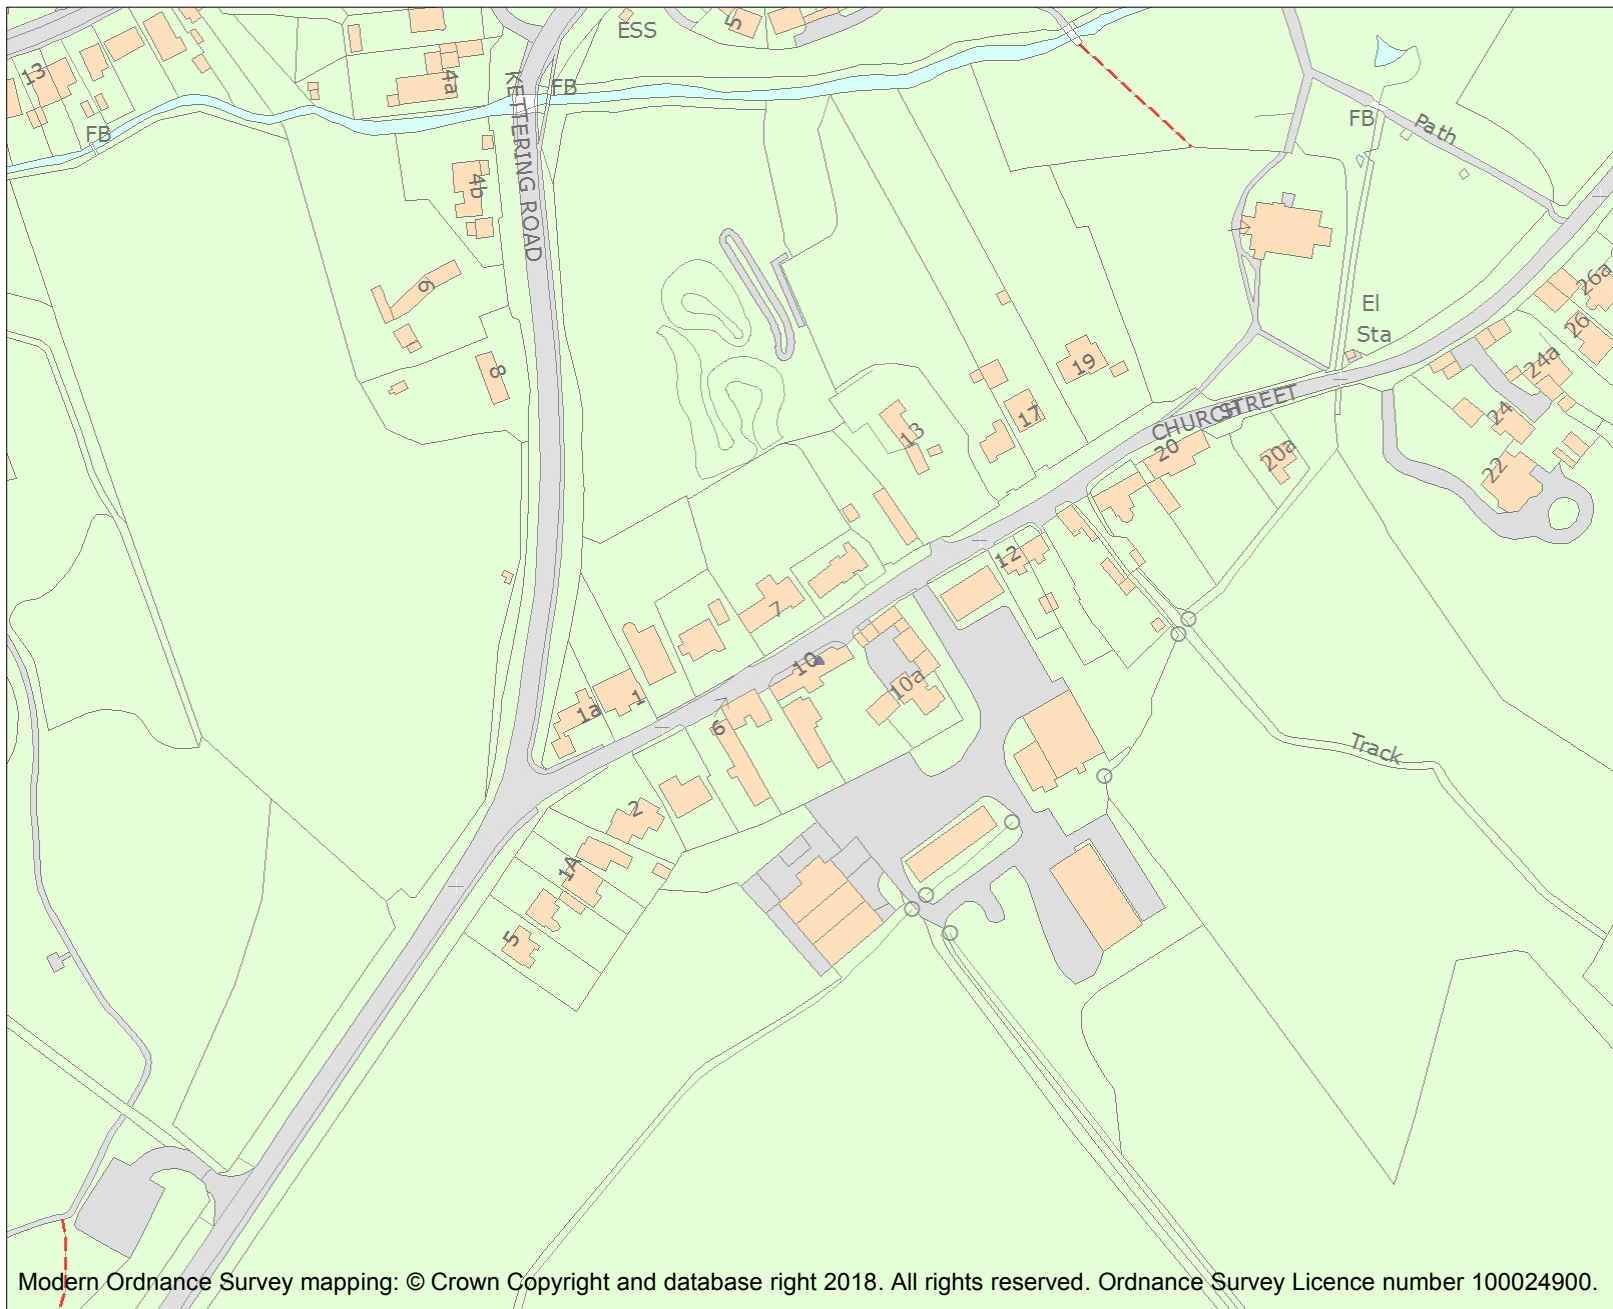 ESS
5
13
4a
FB
FB
FB
Path
4b
KETTERING ROAD
6
8
El
Sta
26a
26
24a
24
22
19
17
13
CHURCH STREET
20
20a
12
7
10
10a
1
1a
6
2
1A
5
Track
Modern Ordnance Survey mapping: © Crown Copyright and database right 2018. All rights reserved. Ordnance Survey Licence number 100024900.